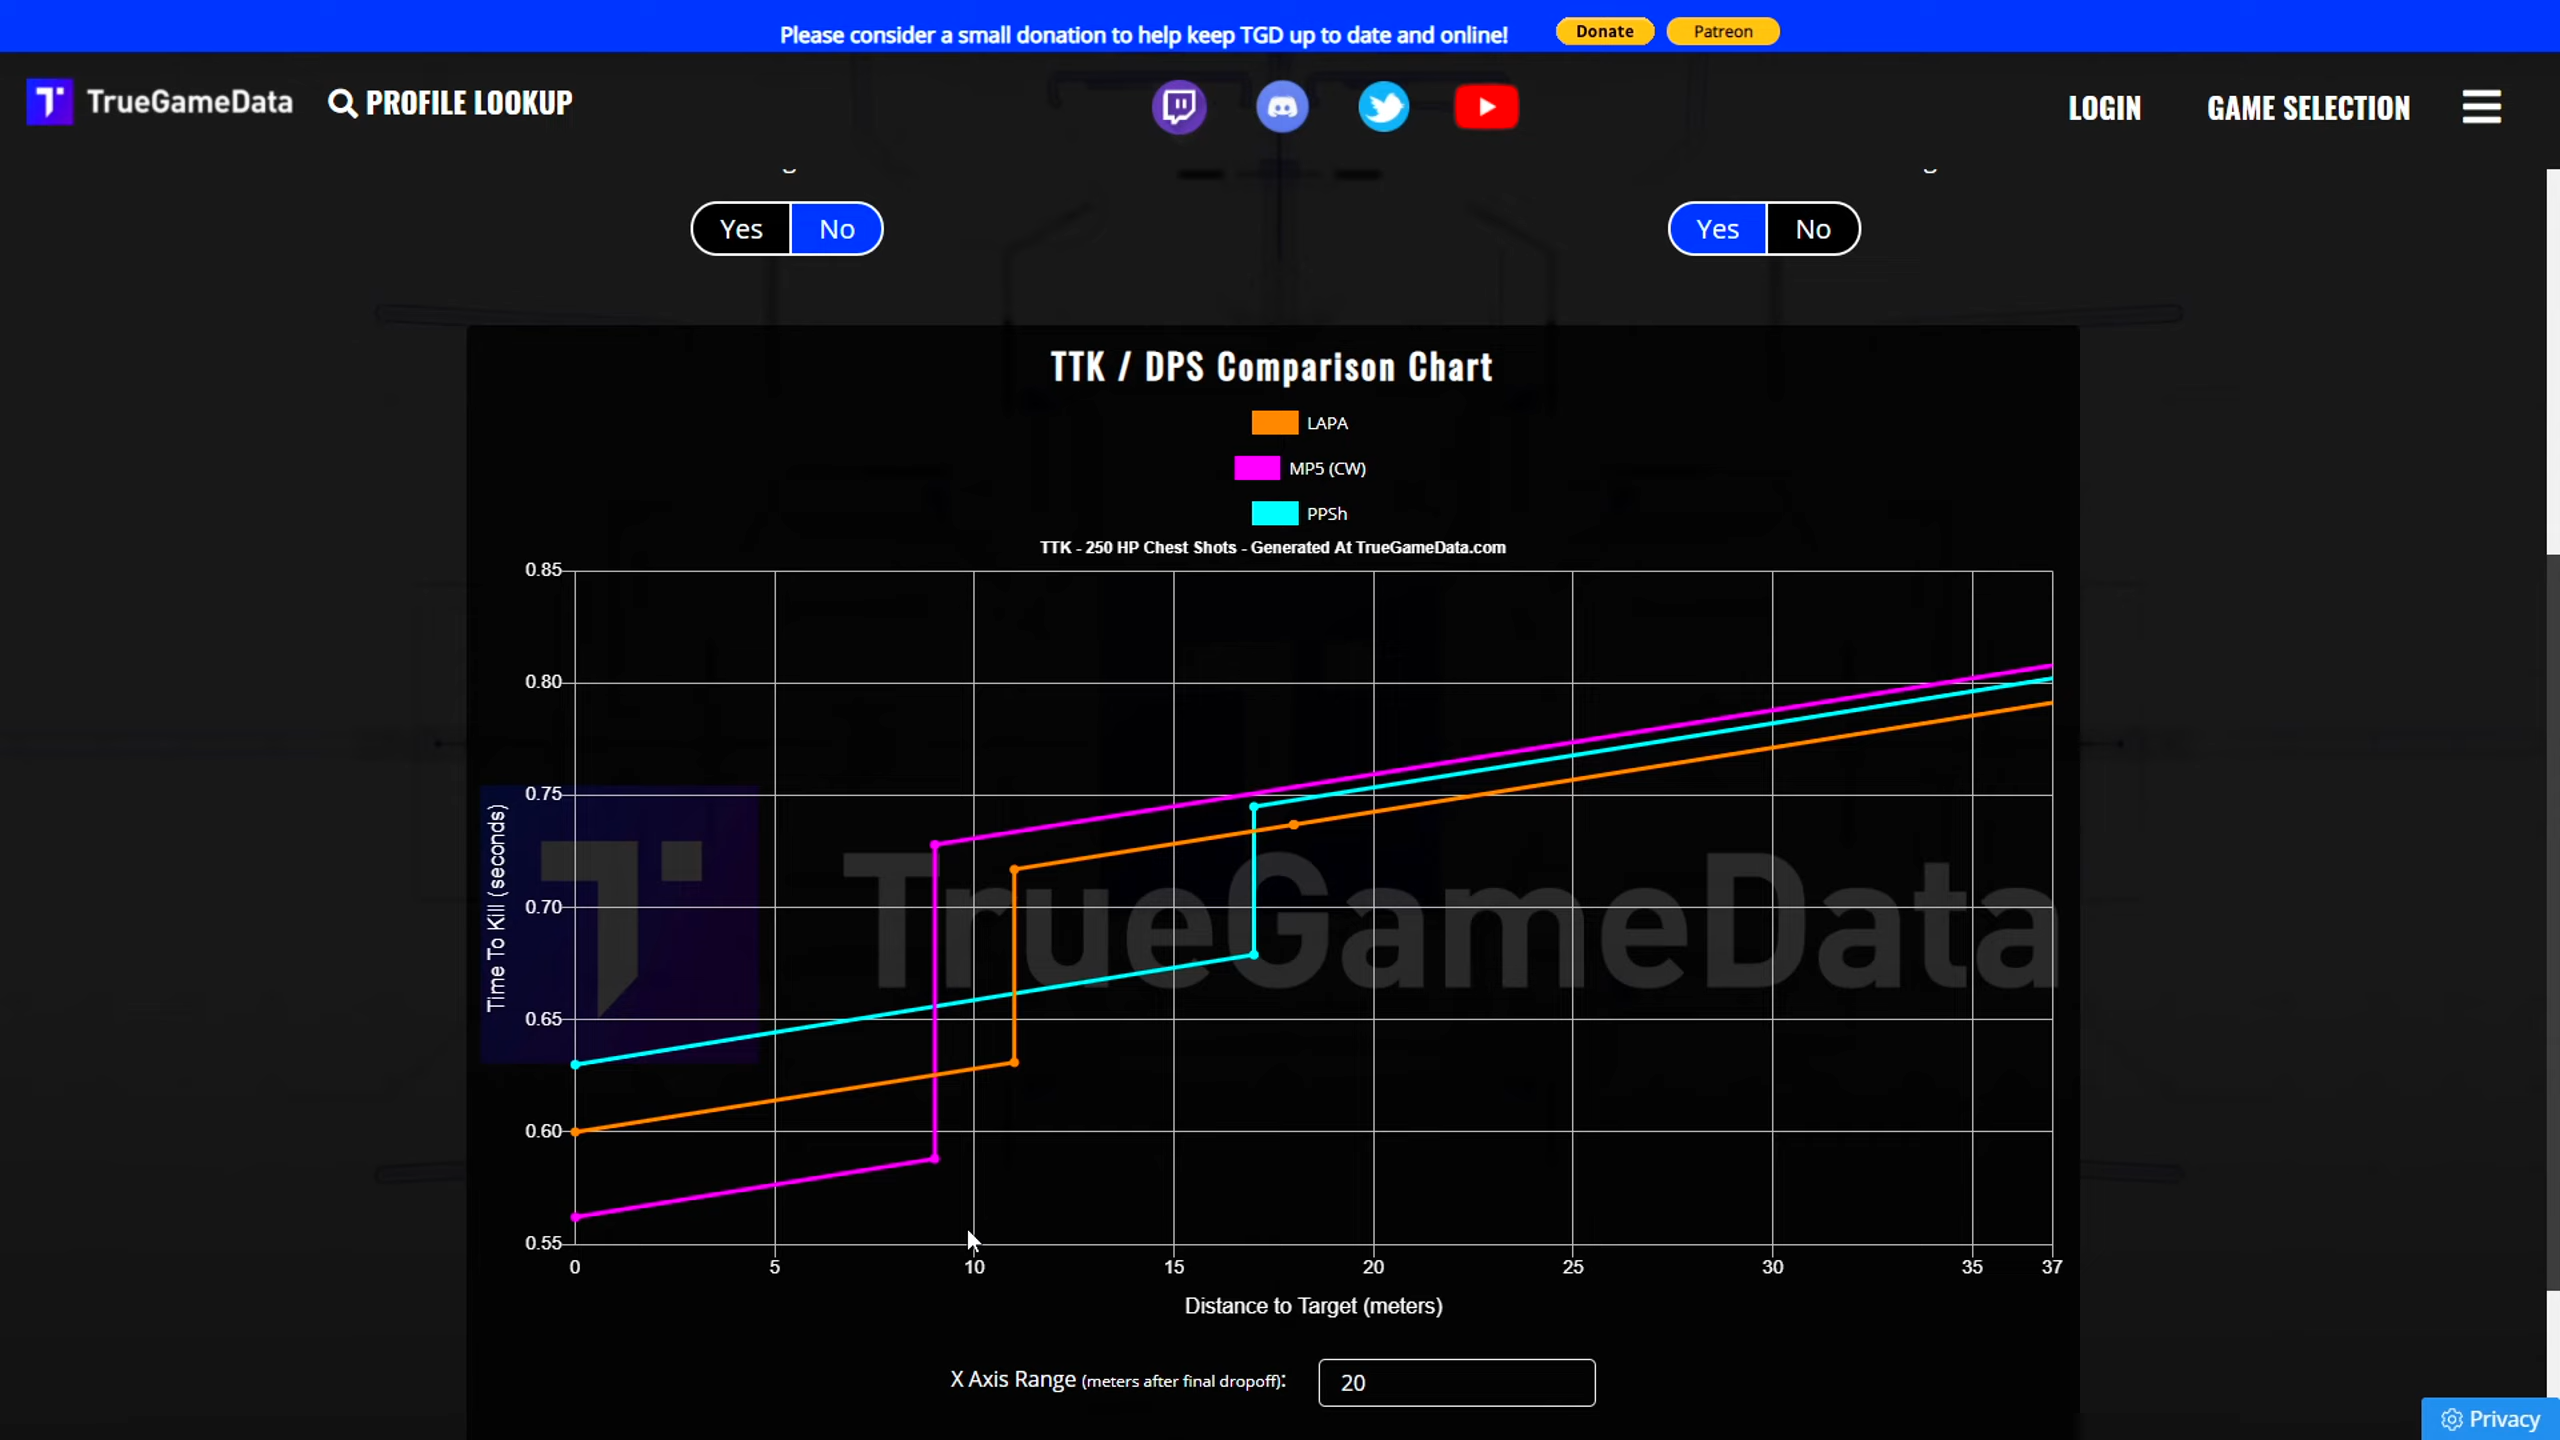 Please consider a small donation to help keep TGD up to date and online! Donate Patreon
TrueGameData PROFILE LOOKUP LOGIN GAME SELECTION
Yes No Yes No
TTK / DPS Comparison Chart
LAPA
MP5 (CW)
PPSh
TTK - 250 HP Chest Shots - Generated At TrueGameData.com
0.85
0.80
0.75
0.70
0.65
0.60
0.55
Time To Kill (seconds)
TrueGameData
0 5 10 15 20 25 30 35 37
Distance to Target (meters)
X Axis Range (meters after final dropoff): 20
Privacy